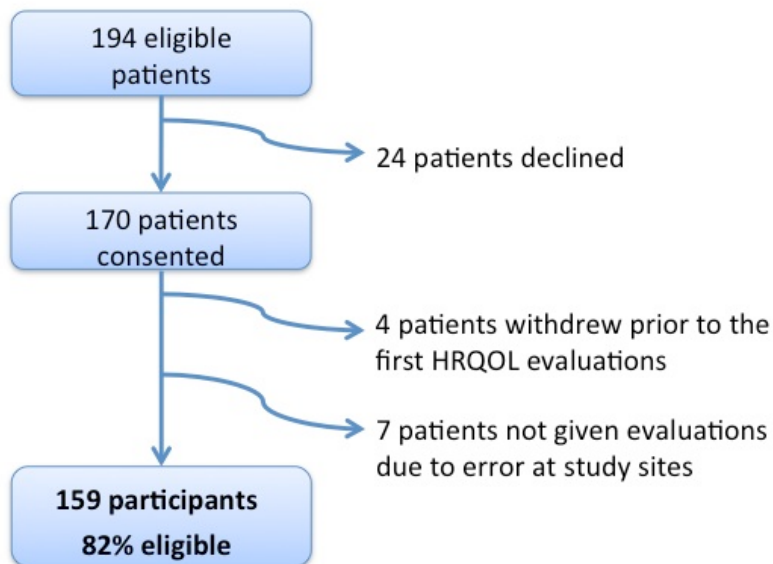 194 eligible
patients
24 patients declined
170 patients
consented
4 patients withdrew prior to the
first HRQOL evaluations
7 patients not given evaluations
due to error at study sites
159 participants
82% eligible